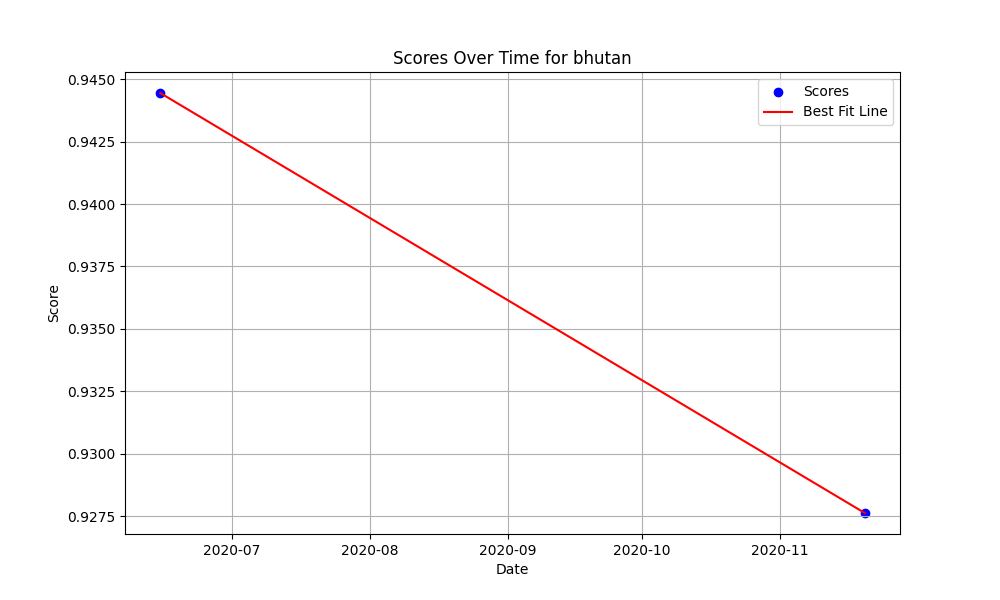 Scores Over Time for bhutan
Scores
Best Fit Line
0.9450
0.9425
0.9400
0.9375
0.9350
0.9325
0.9300
0.9275
Score
2020-07 2020-08 2020-09 2020-10 2020-11
Date